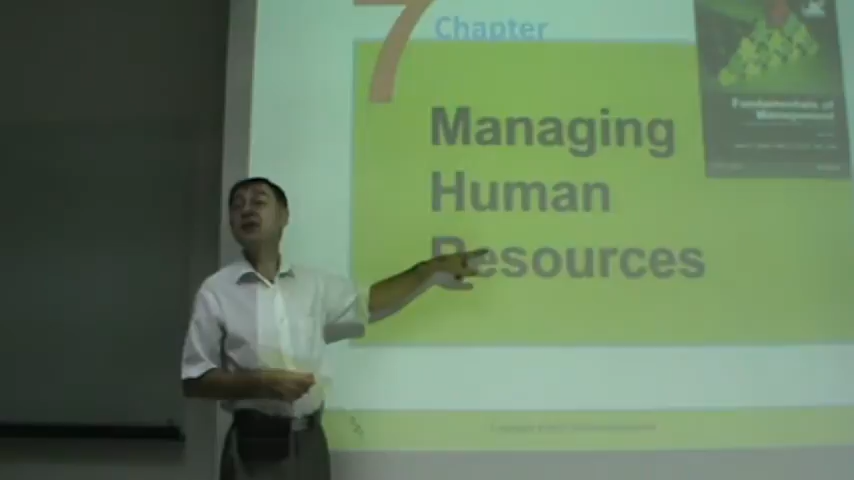 7
Chapter
Managing
Human
Resources
Fundamentals of
Management